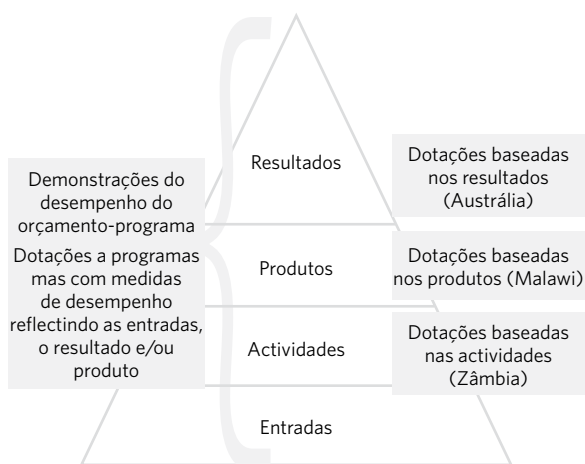 Demonstrações do
desempenho do
orçamento-programa
Dotações a programas
mas com medidas
de desempenho
reflectindo as entradas,
o resultado e/ou
produto
Resultados
Produtos
Actividades
Entradas
Dotações baseadas
nos resultados
(Austrália)
Dotações baseadas
nos produtos (Malawi)
Dotações baseadas
nas actividades
(Zâmbia)